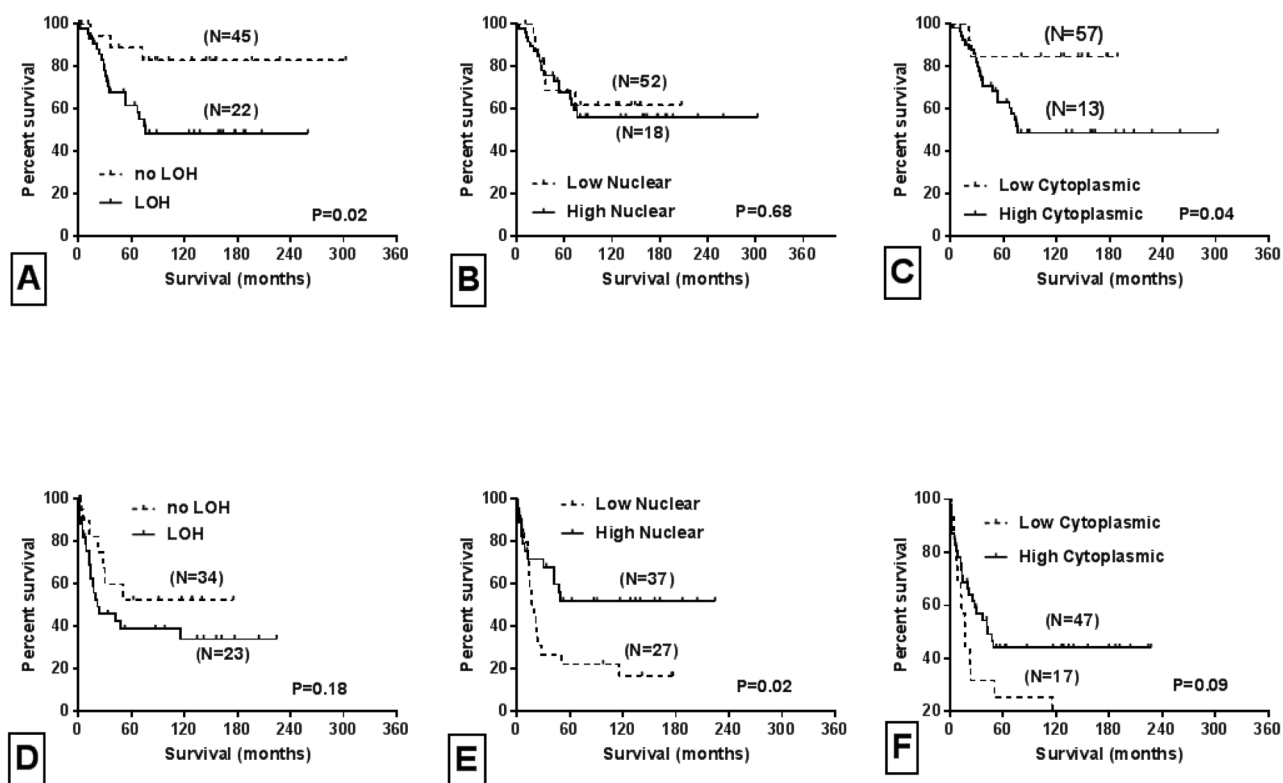 100
80
60
40
20
0
Percent survival
(N=45)
(N=22)
no LOH
LOH
P=0.02
0 60 120 180 240 300 360
Survival (months)
A
100
80
60
40
20
0
Percent survival
(N=52)
(N=18)
Low Nuclear
High Nuclear
P=0.68
0 60 120 180 240 300 360
Survival (months)
B
100
80
60
40
20
0
Percent survival
(N=57)
(N=13)
Low Cytoplasmic
High Cytoplasmic
P=0.04
0 60 120 180 240 300 360
Survival (months)
C
100
80
60
40
20
0
Percent survival
no LOH
LOH
(N=34)
(N=23)
P=0.18
0 60 120 180 240 300 360
Survival (months)
D
100
80
60
40
20
0
Percent survival
Low Nuclear
High Nuclear
(N=37)
(N=27)
P=0.02
0 60 120 180 240 300 360
Survival (months)
E
100
80
60
40
20
Percent survival
Low Cytoplasmic
High Cytoplasmic
(N=47)
(N=17)
P=0.09
0 60 120 180 240 300 360
Survival (months)
F